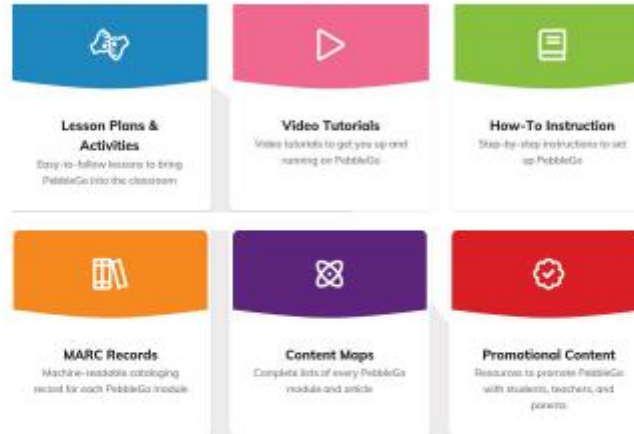 Lesson Plans &
Activities
Easy-to-follow lessons to bring
PebbleGo into the classroom
Video Tutorials
Video tutorials to get you up and
running on PebbleGo
How-To Instruction
Step-by-step instructions to set
up PebbleGo
MARC Records
Machine-readable cataloging
record for each PebbleGo module
Content Maps
Complete lists of every PebbleGo
module and article
Promotional Content
Resources to promote PebbleGo
with students, teachers, and
parents